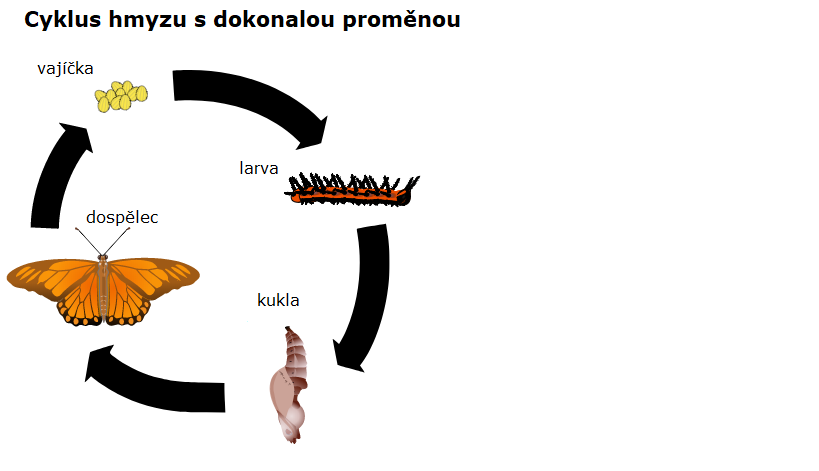 Cyklus hmyzu s dokonalou proměnou
vajíčka
larva
dospělec
kukla